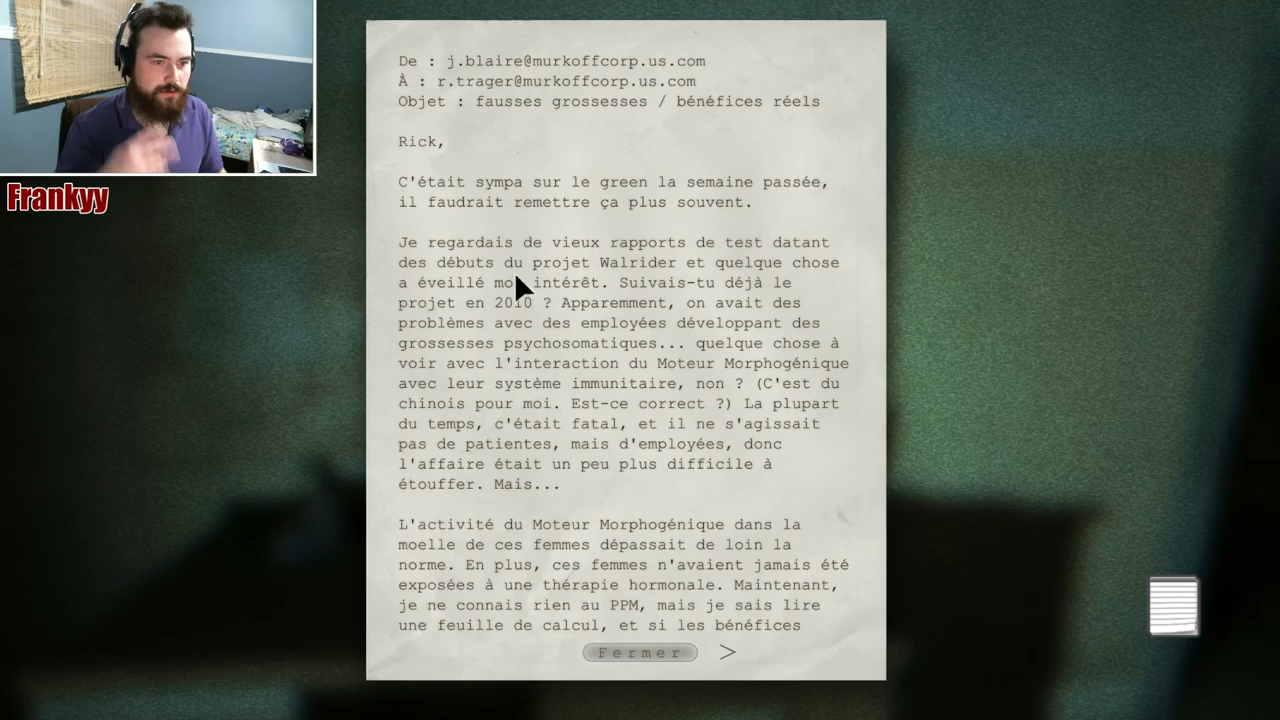 Frankyy
De : j.blaire@murkoffcorp.us.com
À : r.trager@murkoffcorp.us.com
Objet : fausses grossesses / bénéfices réels
Rick,
C'était sympa sur le green la semaine passée,
il faudrait remettre ça plus souvent.
Je regardais de vieux rapports de test datant
des débuts du projet Walrider et quelque chose
a éveillé mon intérêt. Suivais-tu déjà le
projet en 2010 ? Apparemment, on avait des
problèmes avec des employées développant des
grossesses psychosomatiques... quelque chose à
voir avec l'interaction du Moteur Morphogénique
avec leur système immunitaire, non ? (C'est du
chinois pour moi. Est-ce correct ?) La plupart
du temps, c'était fatal, et il ne s'agissait
pas de patientes, mais d'employées, donc
l'affaire était un peu plus difficile à
étouffer. Mais...
L'activité du Moteur Morphogénique dans la
moelle de ces femmes dépassait de loin la
norme. En plus, ces femmes n'avaient jamais été
exposées à une thérapie hormonale. Maintenant,
je ne connais rien au PPM, mais je sais lire
une feuille de calcul, et si les bénéfices
Fermer >